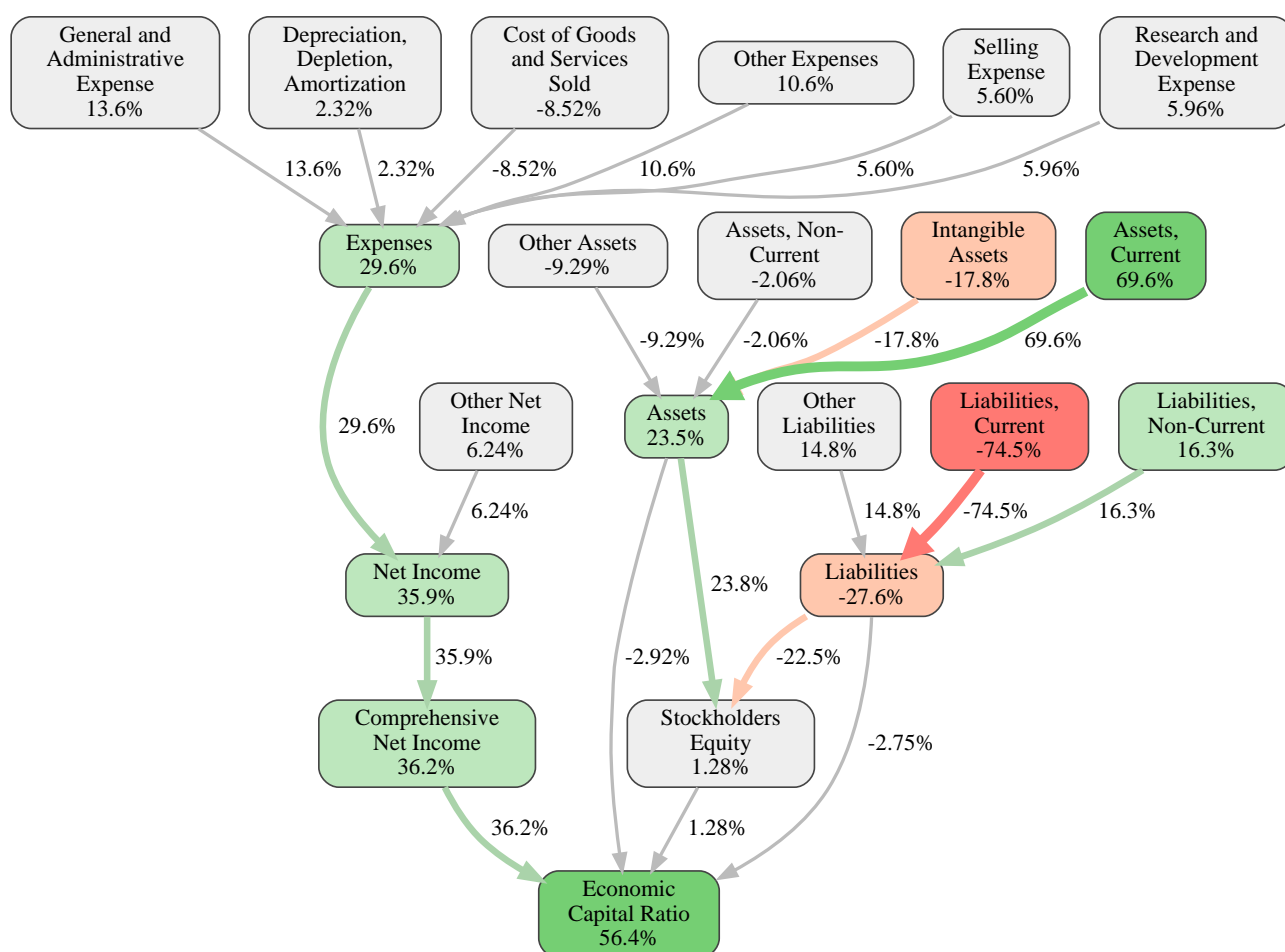 General and
Administrative
Expense
13.6%
Depreciation,
Depletion,
Amortization
2.32%
Cost of Goods
and Services
Sold
-8.52%
Other Expenses
10.6%
Selling
Expense
5.60%
Research and
Development
Expense
5.96%
13.6%
2.32%
-8.52%
10.6%
5.60%
5.96%
Expenses
29.6%
Other Assets
-9.29%
Assets, Non-
Current
-2.06%
Intangible
Assets
-17.8%
Assets,
Current
69.6%
-9.29%
-2.06%
-17.8%
69.6%
29.6%
Other Net
Income
6.24%
Assets
23.5%
Other
Liabilities
14.8%
Liabilities,
Current
-74.5%
Liabilities,
Non-Current
16.3%
6.24%
14.8%
-74.5%
16.3%
Net Income
35.9%
23.8%
Liabilities
-27.6%
35.9%
-2.92%
-22.5%
Comprehensive
Net Income
36.2%
Stockholders
Equity
1.28%
-2.75%
36.2%
1.28%
Economic
Capital Ratio
56.4%